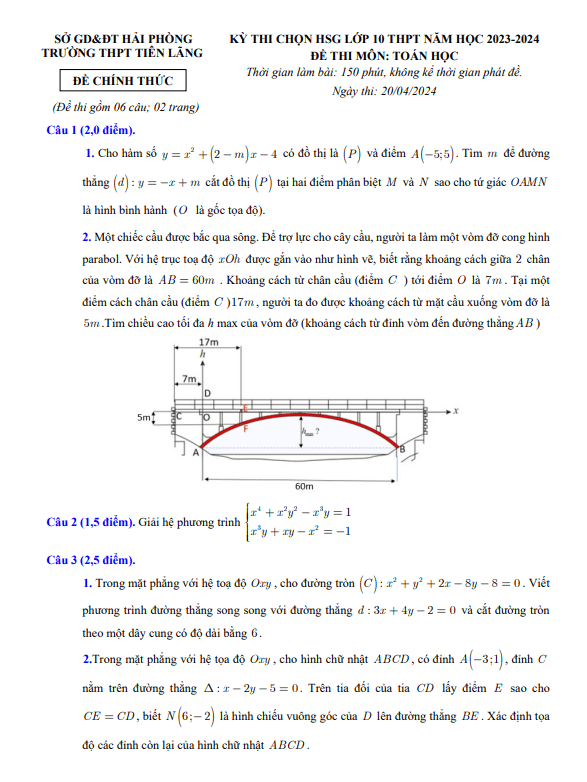 SỞ GD&ĐT HẢI PHÒNG
TRƯỜNG THPT TIÊN LÃNG
ĐỀ CHÍNH THỨC
(Đề thi gồm 06 câu; 02 trang)
KỲ THI CHỌN HSG LỚP 10 THPT NĂM HỌC 2023-2024
ĐỀ THI MÔN: TOÁN HỌC
Thời gian làm bài: 150 phút, không kể thời gian phát đề.
Ngày thi: 20/04/2024
Câu 1 (2,0 điểm).
1. Cho hàm số y = x² + (2 − m)x − 4 có đồ thị là (P) và điểm A(−5;5). Tìm m để đường
thẳng (d) : y = −x + m cắt đồ thị (P) tại hai điểm phân biệt M và N sao cho tứ giác OAMN
là hình bình hành (O là gốc tọa độ).
2. Một chiếc cầu được bắc qua sông. Để trợ lực cho cây cầu, người ta làm một vòm đỡ cong hình
parabol. Với hệ trục toạ độ xOh được gắn vào như hình vẽ, biết rằng khoảng cách giữa 2 chân
của vòm đỡ là AB = 60m . Khoảng cách từ chân cầu (điểm C ) tới điểm O là 7m . Tại một
điểm cách chân cầu (điểm C )17m, người ta đo được khoảng cách từ mặt cầu xuống vòm đỡ là
5m .Tìm chiều cao tối đa h max của vòm đỡ (khoảng cách từ đỉnh vòm đến đường thẳng AB )
17m
h
7m
D
5m
C
O
E
F
x
h max ?
A
B
60m
Câu 2 (1,5 điểm). Giải hệ phương trình { x⁴ + x²y² − x³y = 1
x³y + xy − x² = −1
Câu 3 (2,5 điểm).
1. Trong mặt phẳng với hệ toạ độ Oxy , cho đường tròn (C) : x² + y² + 2x − 8y − 8 = 0 . Viết
phương trình đường thẳng song song với đường thẳng d : 3x + 4y − 2 = 0 và cắt đường tròn
theo một dây cung có độ dài bằng 6 .
2.Trong mặt phẳng với hệ tọa độ Oxy , cho hình chữ nhật ABCD , có đỉnh A(−3;1), đỉnh C
nằm trên đường thẳng Δ : x − 2y − 5 = 0. Trên tia đối của tia CD lấy điểm E sao cho
CE = CD , biết N(6;−2) là hình chiếu vuông góc của D lên đường thẳng BE . Xác định tọa
độ các đỉnh còn lại của hình chữ nhật ABCD .